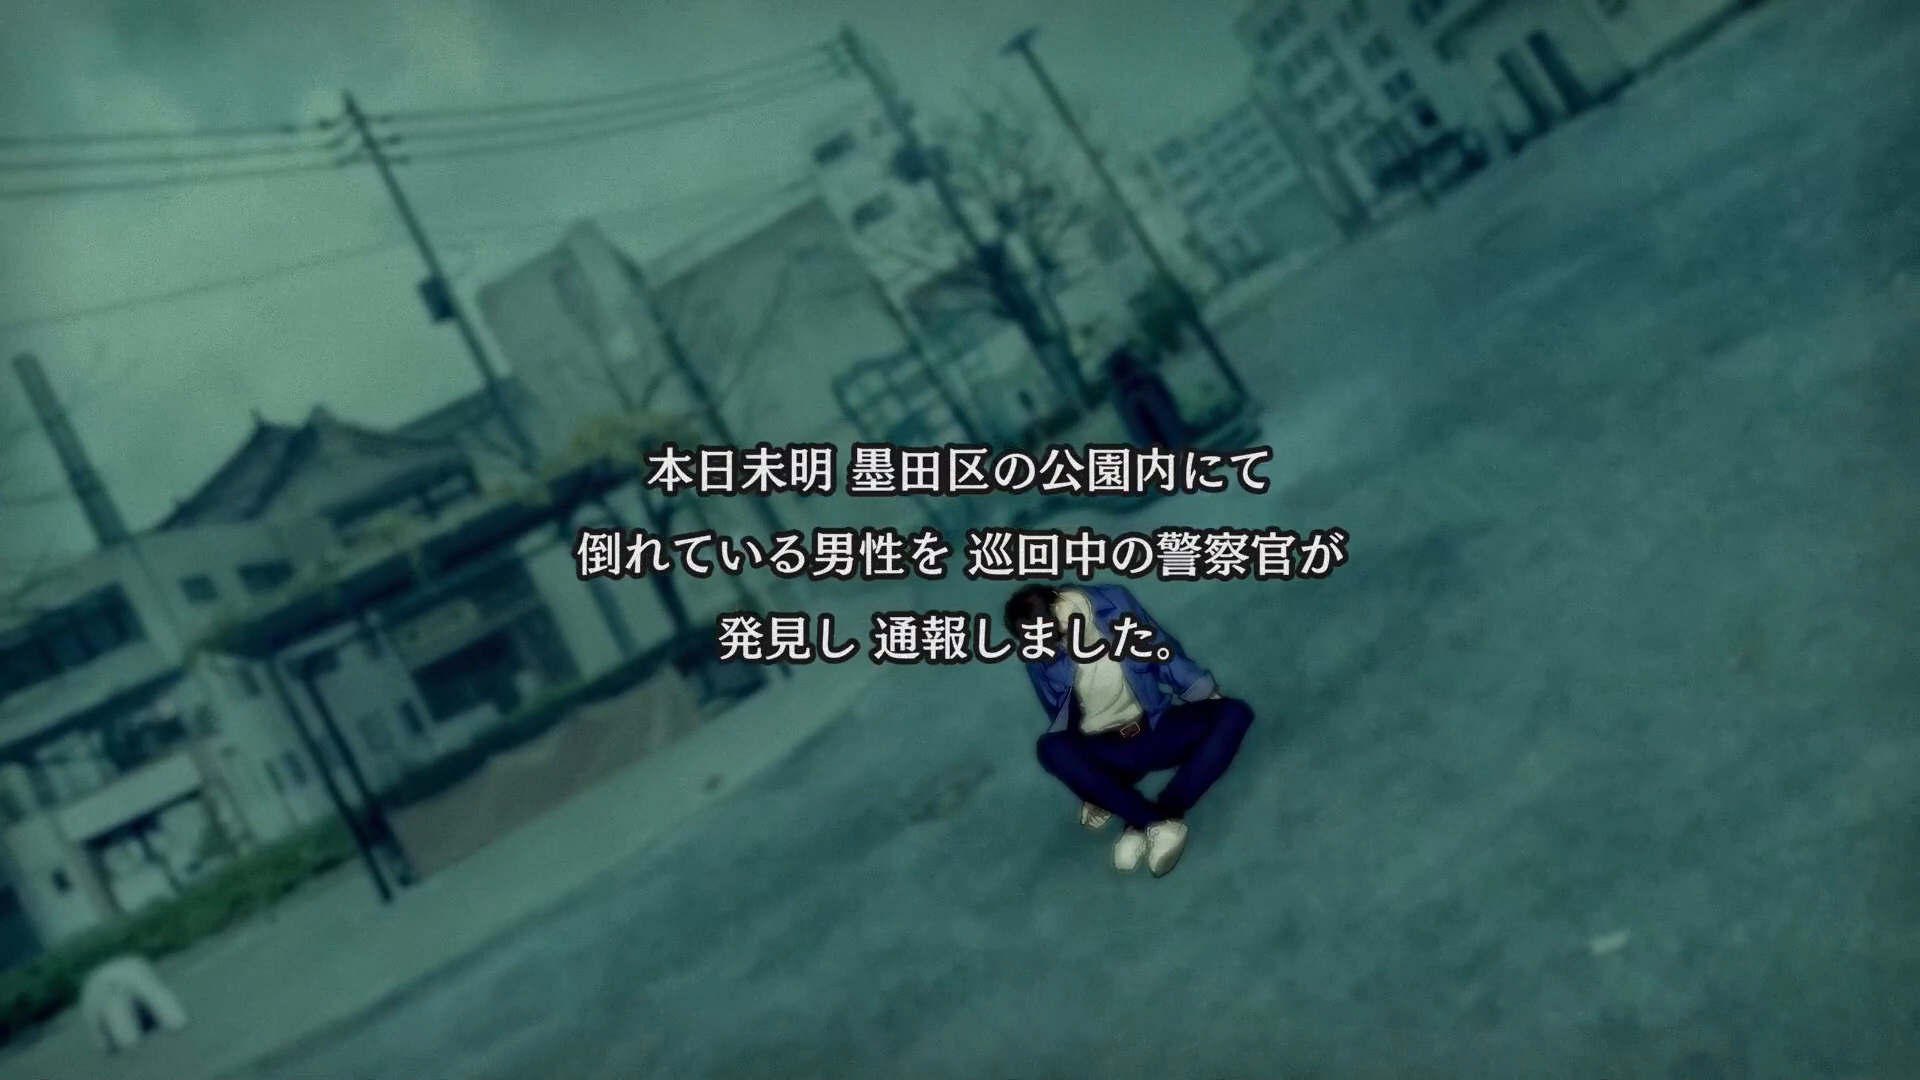 本日未明 墨田区の公園内にて
倒れている男性を 巡回中の警察官が
発見し 通報しました。